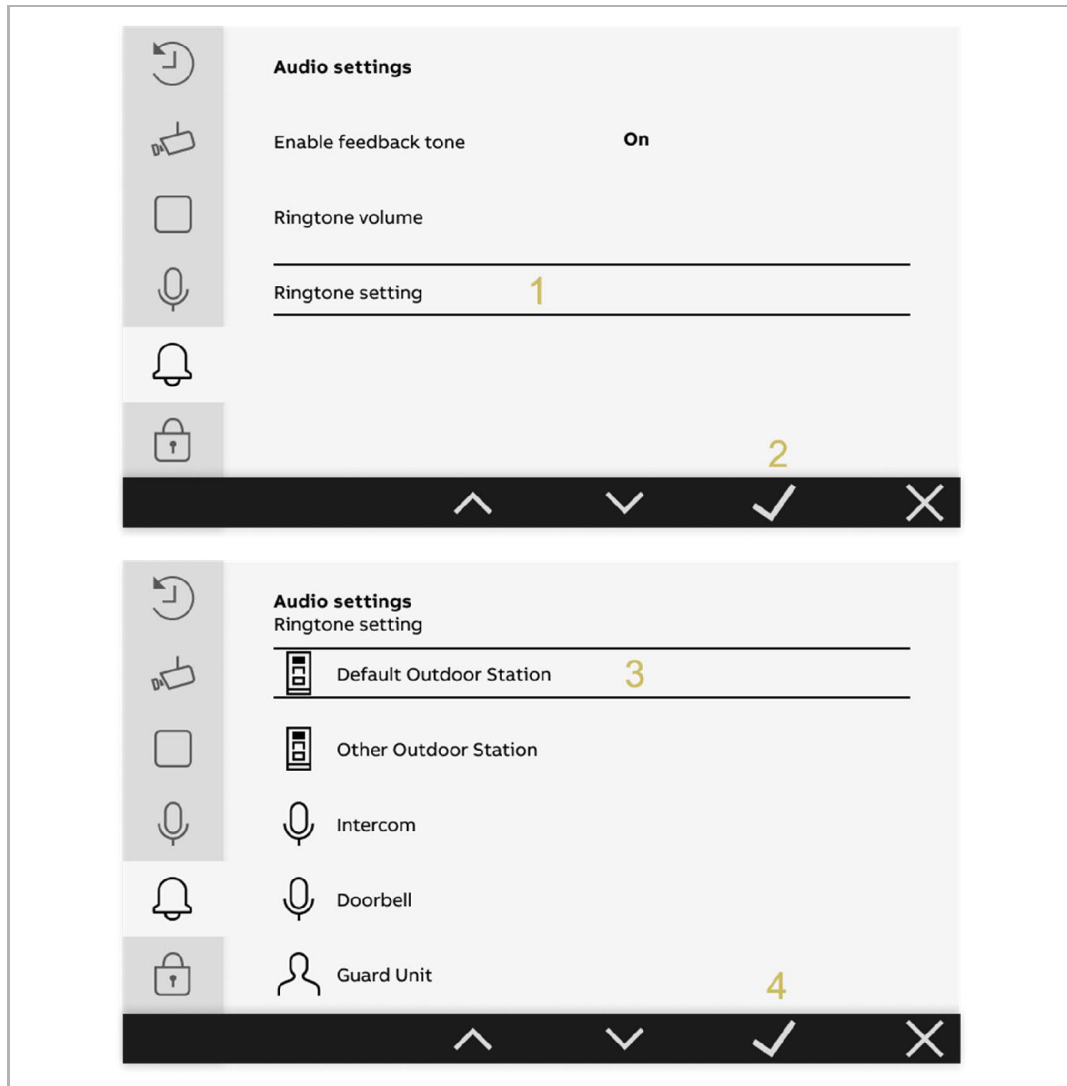 Audio settings
Enable feedback tone On
Ringtone volume
Ringtone setting 1
2
Audio settings
Ringtone setting
Default Outdoor Station 3
Other Outdoor Station
Intercom
Doorbell
Guard Unit
4